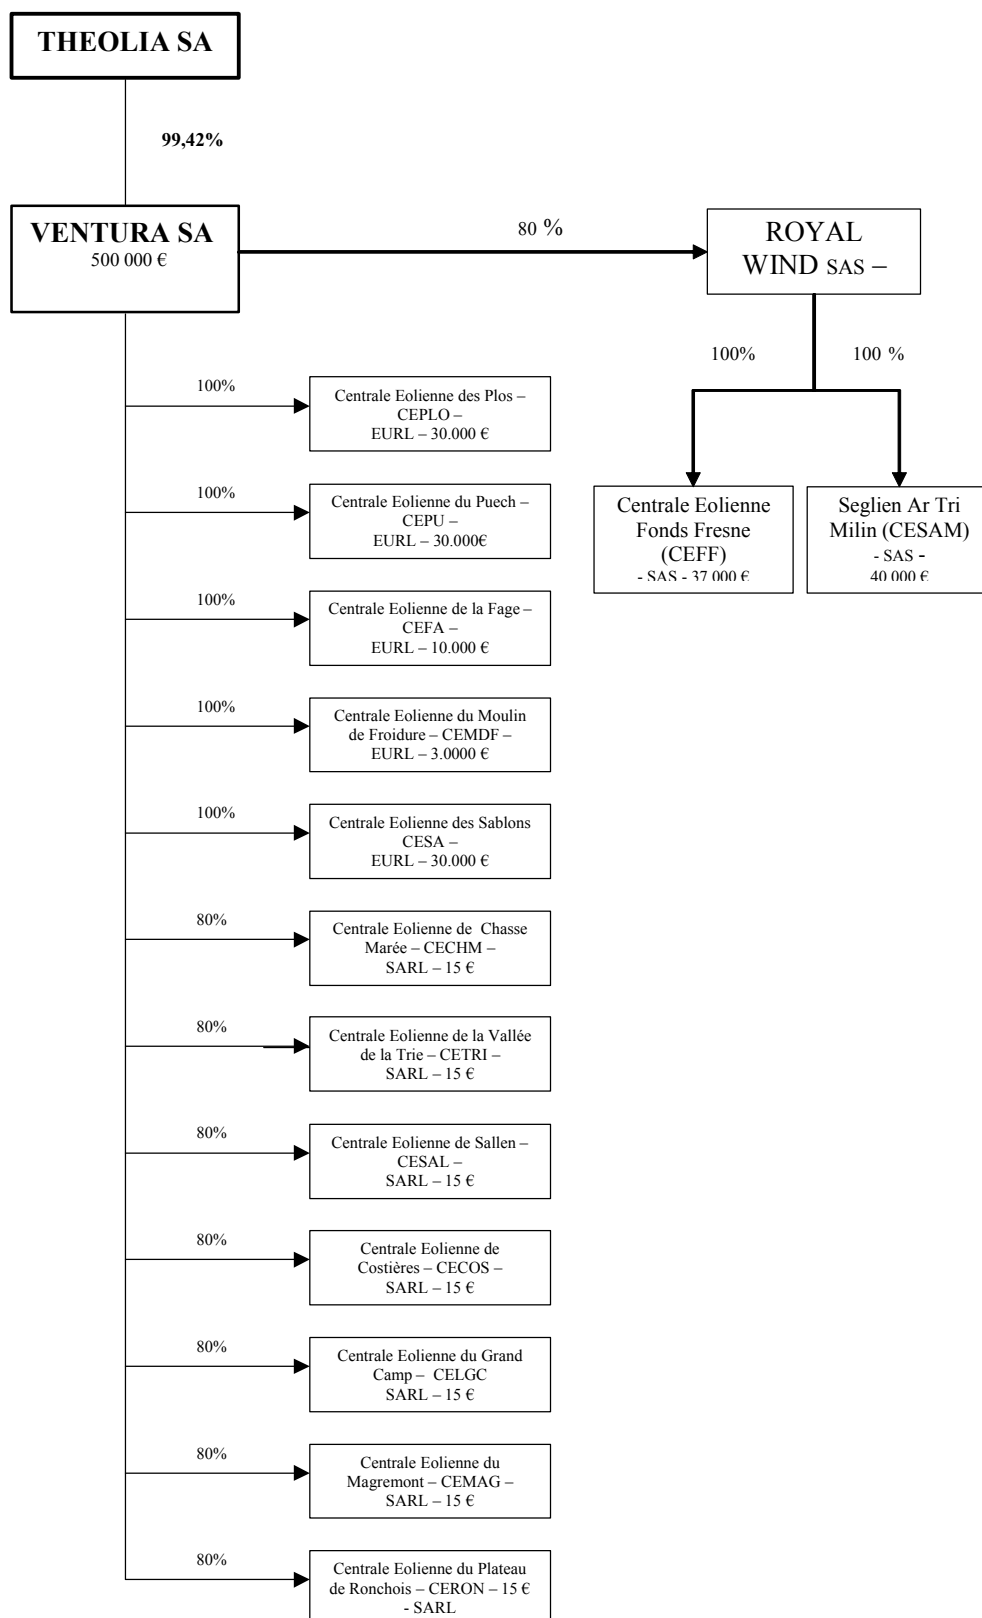 THEOLIA SA
99,42%
VENTURA SA
500 000 €
80 %
ROYAL
WIND SAS –
100%
100 %
Centrale Eolienne
Fonds Fresne
(CEFF)
- SAS - 37 000 €
Seglien Ar Tri
Milin (CESAM)
- SAS -
40 000 €
100%
Centrale Eolienne des Plos –
CEPLO –
EURL – 30.000 €
100%
Centrale Eolienne du Puech –
CEPU –
EURL – 30.000€
100%
Centrale Eolienne de la Fage –
CEFA –
EURL – 10.000 €
100%
Centrale Eolienne du Moulin
de Froidure – CEMDF –
EURL – 3.0000 €
100%
Centrale Eolienne des Sablons
CESA –
EURL – 30.000 €
80%
Centrale Eolienne de  Chasse
Marée – CECHM –
SARL – 15 €
80%
Centrale Eolienne de la Vallée
de la Trie – CETRI –
SARL – 15 €
80%
Centrale Eolienne de Sallen –
CESAL –
SARL – 15 €
80%
Centrale Eolienne de
Costières – CECOS –
SARL – 15 €
80%
Centrale Eolienne du Grand
Camp –  CELGC
SARL – 15 €
80%
Centrale Eolienne du
Magremont – CEMAG –
SARL – 15 €
80%
Centrale Eolienne du Plateau
de Ronchois – CERON – 15 €
- SARL